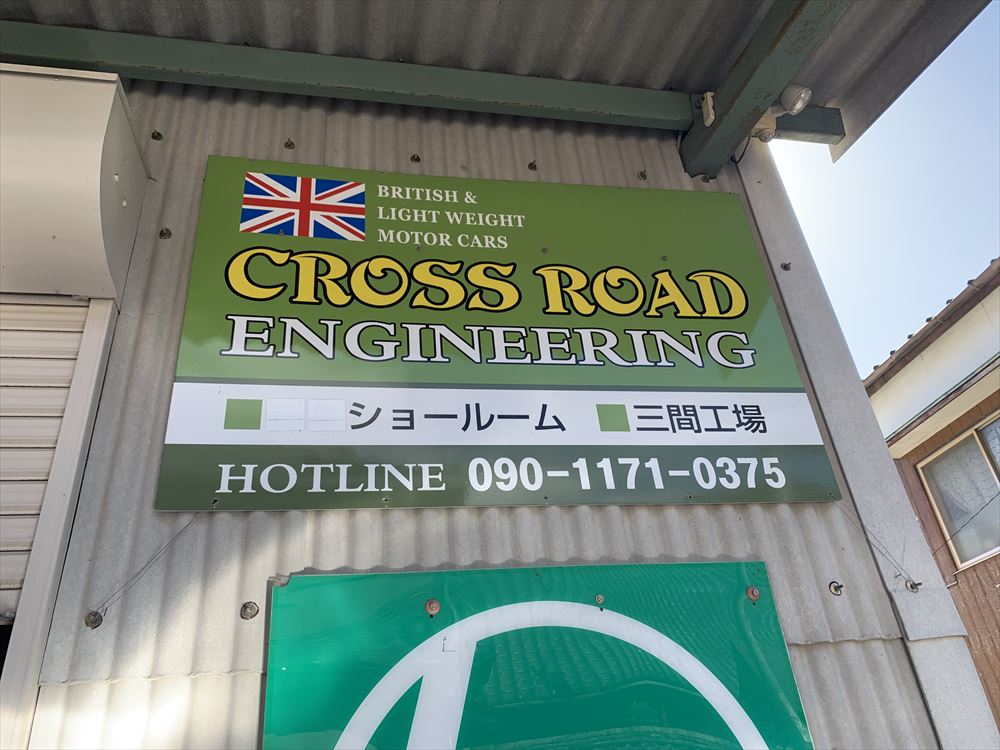 BRITISH &
LIGHT WEIGHT
MOTOR CARS
CROSS ROAD
ENGINEERING
ショールーム 三間工場
HOTLINE 090-1171-0375